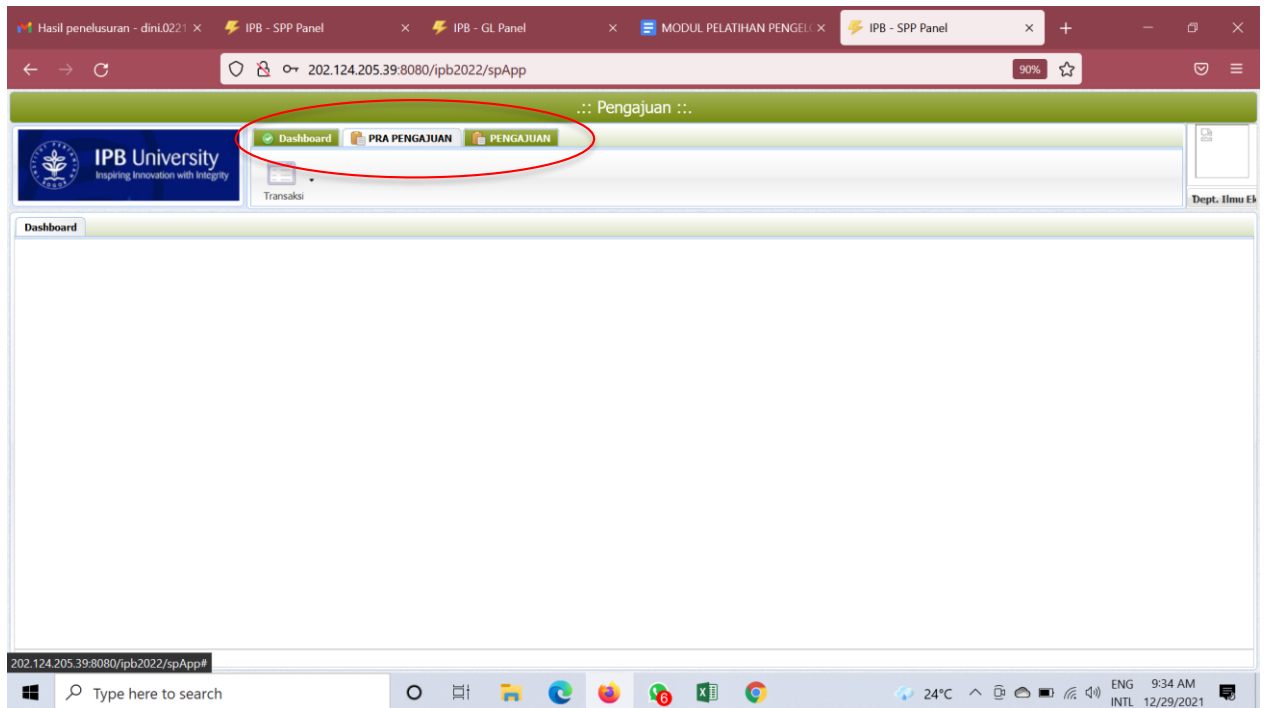 Hasil penelusuran - dini.0221
IPB - SPP Panel
IPB - GL Panel
MODUL PELATIHAN PENGEL
IPB - SPP Panel
202.124.205.39:8080/ipb2022/spApp
90%
.:: Pengajuan ::.
IPB University
Inspiring Innovation with Integrity
Dashboard
PRA PENGAJUAN
PENGAJUAN
Transaksi
Dept. Ilmu Ek
Dashboard
202.124.205.39:8080/ipb2022/spApp#
Type here to search
6
24°C
ENG
INTL
9:34 AM
12/29/2021